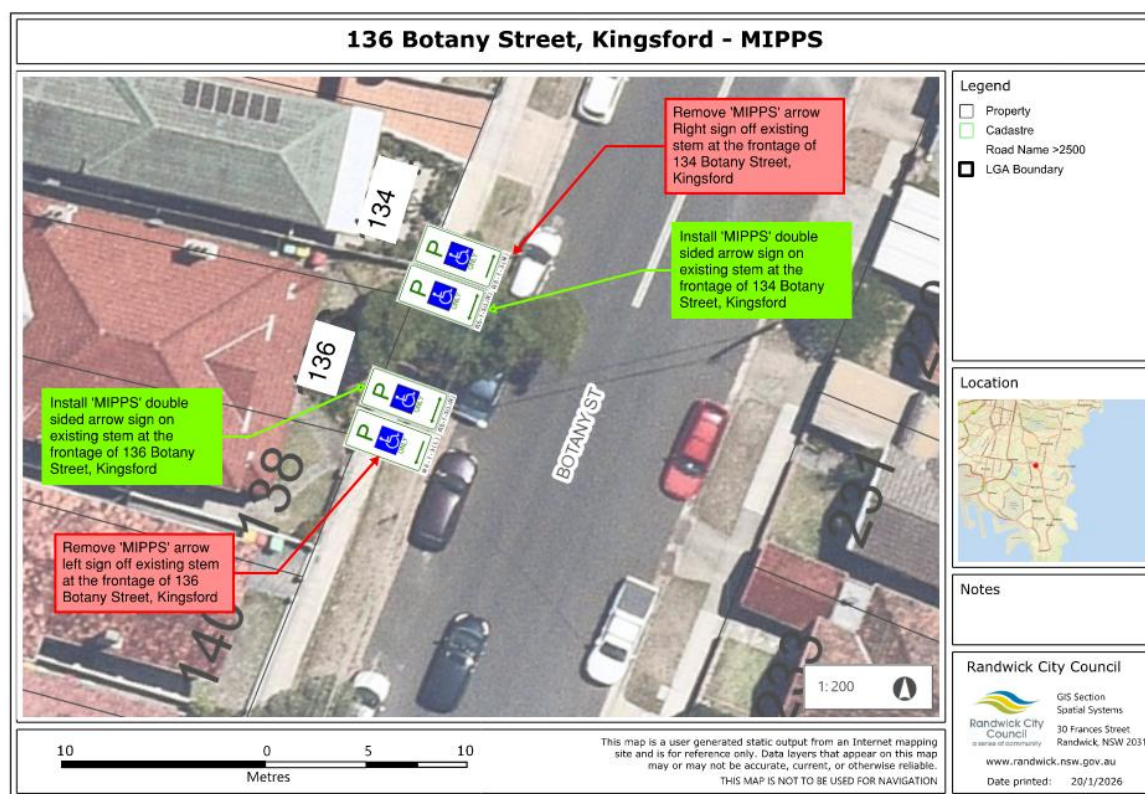 136 Botany Street, Kingsford - MIPPS
Remove 'MIPPS' arrow
Right sign off existing
stem at the frontage of
134 Botany Street,
Kingsford
Install 'MIPPS' double
sided arrow sign on
existing stem at the
frontage of 134 Botany
Street, Kingsford
134
P
ONLY
P
ONLY
136
P
ONLY
P
ONLY
Install 'MIPPS' double
sided arrow sign on
existing stem at the
frontage of 136 Botany
Street, Kingsford
Remove 'MIPPS' arrow
left sign off existing stem
at the frontage of 136
Botany Street, Kingsford
138
140
BOTANY ST
231
1: 200
Legend
Property
Cadastre
Road Name >2500
LGA Boundary
Location
Notes
Randwick City Council
Randwick City
Council
a sense of community
GIS Section
Spatial Systems
30 Frances Street
Randwick, NSW 2031
www.randwick.nsw.gov.au
Date printed: 20/1/2026
10 0 5 10
Metres
This map is a user generated static output from an Internet mapping
site and is for reference only. Data layers that appear on this map
may or may not be accurate, current, or otherwise reliable.
THIS MAP IS NOT TO BE USED FOR NAVIGATION